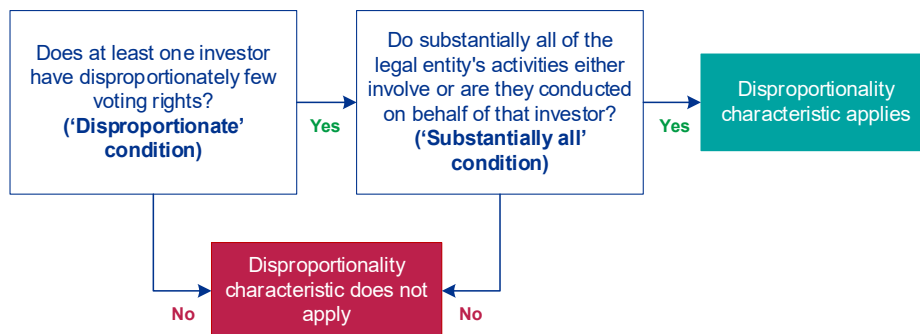 Does at least one investor
have disproportionately few
voting rights?
(‘Disproportionate’
condition)
Yes
Do substantially all of the
legal entity's activities either
involve or are they conducted
on behalf of that investor?
(‘Substantially all’
condition)
Yes
Disproportionality
characteristic applies
No
Disproportionality
characteristic does not
apply
No